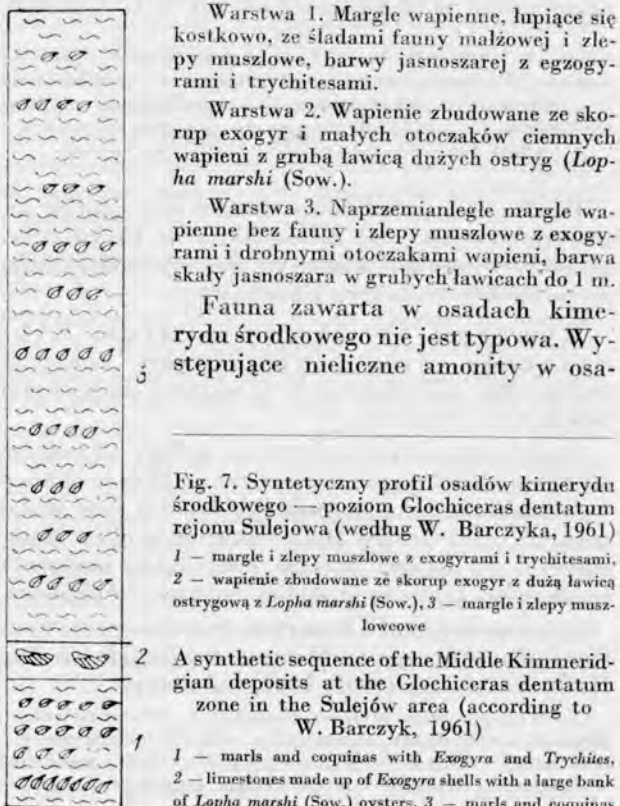 Warstwa 1. Margle wapienne, łupiące się
kostkowo, ze śladami fauny małżowej i zle-
py muszlowe, barwy jasnoszarej z egzogy-
rami i trychitesami.
Warstwa 2. Wapienie zbudowane ze sko-
rup exogyr i małych otoczaków ciemnych
wapieni z grubą ławicą dużych ostryg (Lop-
ha marshi (Sow.).
Warstwa 3. Naprzemianległe margle wa-
pienne bez fauny i zlepy muszlowe z exogy-
rami i drobnymi otoczakami wapieni, barwa
skały jasnoszara w grubych ławicach do 1 m.
Fauna zawarta w osadach kime-
rydu środkowego nie jest typowa. Wy-
stępujące nieliczne amonity w osa-
3
Fig. 7. Syntetyczny profil osadów kimerydu
środkowego — poziom Glochiceras dentatum
rejonu Sulejowa (według W. Barczyka, 1961)
1 — margle i zlepy muszlowe z exogyrami i trychitesami,
2 — wapienie zbudowane ze skorup exogyr z dużą ławicą
ostrygową z Lopha marshi (Sow.), 3 — margle i zlepy musz-
lowcowe
2
A synthetic sequence of the Middle Kimmerid-
gian deposits at the Glochiceras dentatum
zone in the Sulejów area (according to
W. Barczyk, 1961)
1
1 — marls and coquinas with Exogyra and Trychites,
2 — limestones made up of Exogyra shells with a large bank
of Lopha marshi (Sow.) oysters, 3 — marls and coquinas